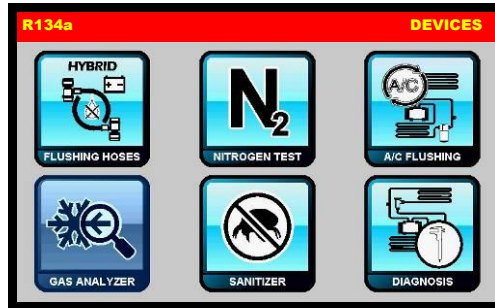 R134a DEVICES
HYBRID
FLUSHING HOSES
N2
NITROGEN TEST
A/C
A/C FLUSHING
GAS ANALYZER
SANITIZER
DIAGNOSIS